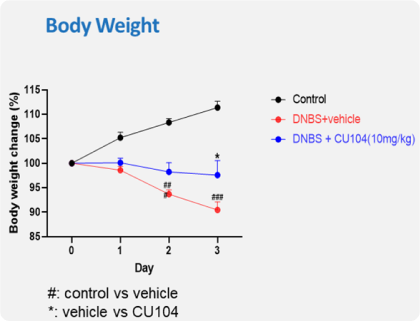 Body Weight
Body weight change (%)
115
110
105
100
95
90
85
0 1 2 3
Day
*
##
#
###
Control
DNBS+vehicle
DNBS + CU104(10mg/kg)
#: control vs vehicle
*: vehicle vs CU104